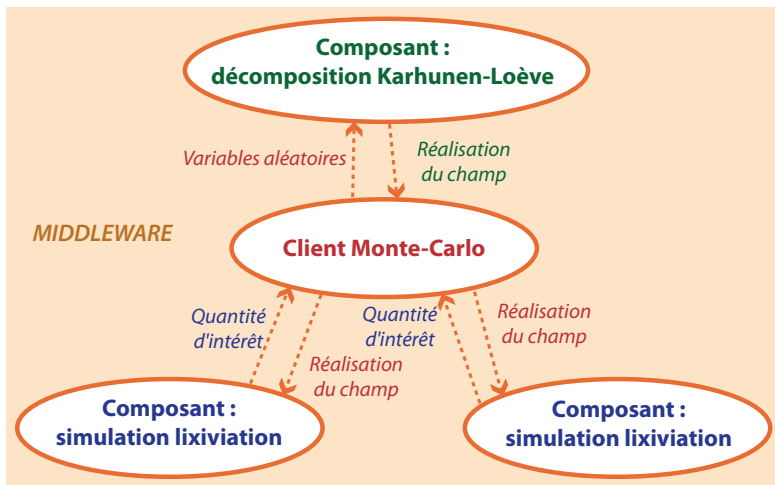 Composant :
décomposition Karhunen-Loève
Variables aléatoires
Réalisation
du champ
MIDDLEWARE
Client Monte-Carlo
Quantité
d'intérêt
Réalisation
du champ
Quantité
d'intérêt
Réalisation
du champ
Composant :
simulation lixiviation
Composant :
simulation lixiviation